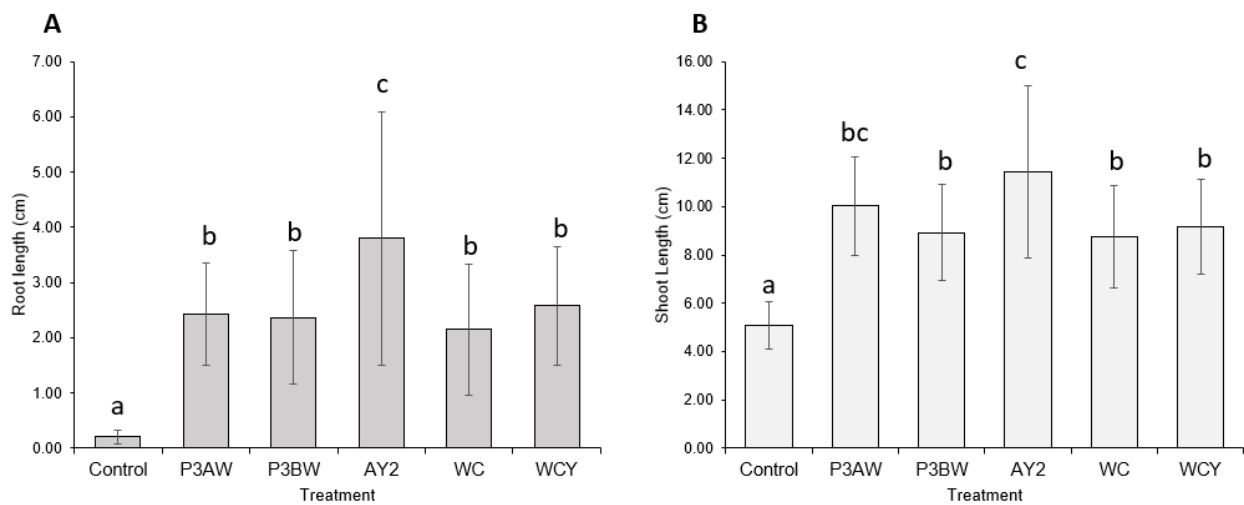 A
7.00
6.00
5.00
4.00
3.00
2.00
1.00
0.00
Root length (cm)
a
b
b
c
b
b
Control P3AW P3BW AY2 WC WCY
Treatment
B
16.00
14.00
12.00
10.00
8.00
6.00
4.00
2.00
0.00
Shoot Length (cm)
a
bc
b
c
b
b
Control P3AW P3BW AY2 WC WCY
Treatment